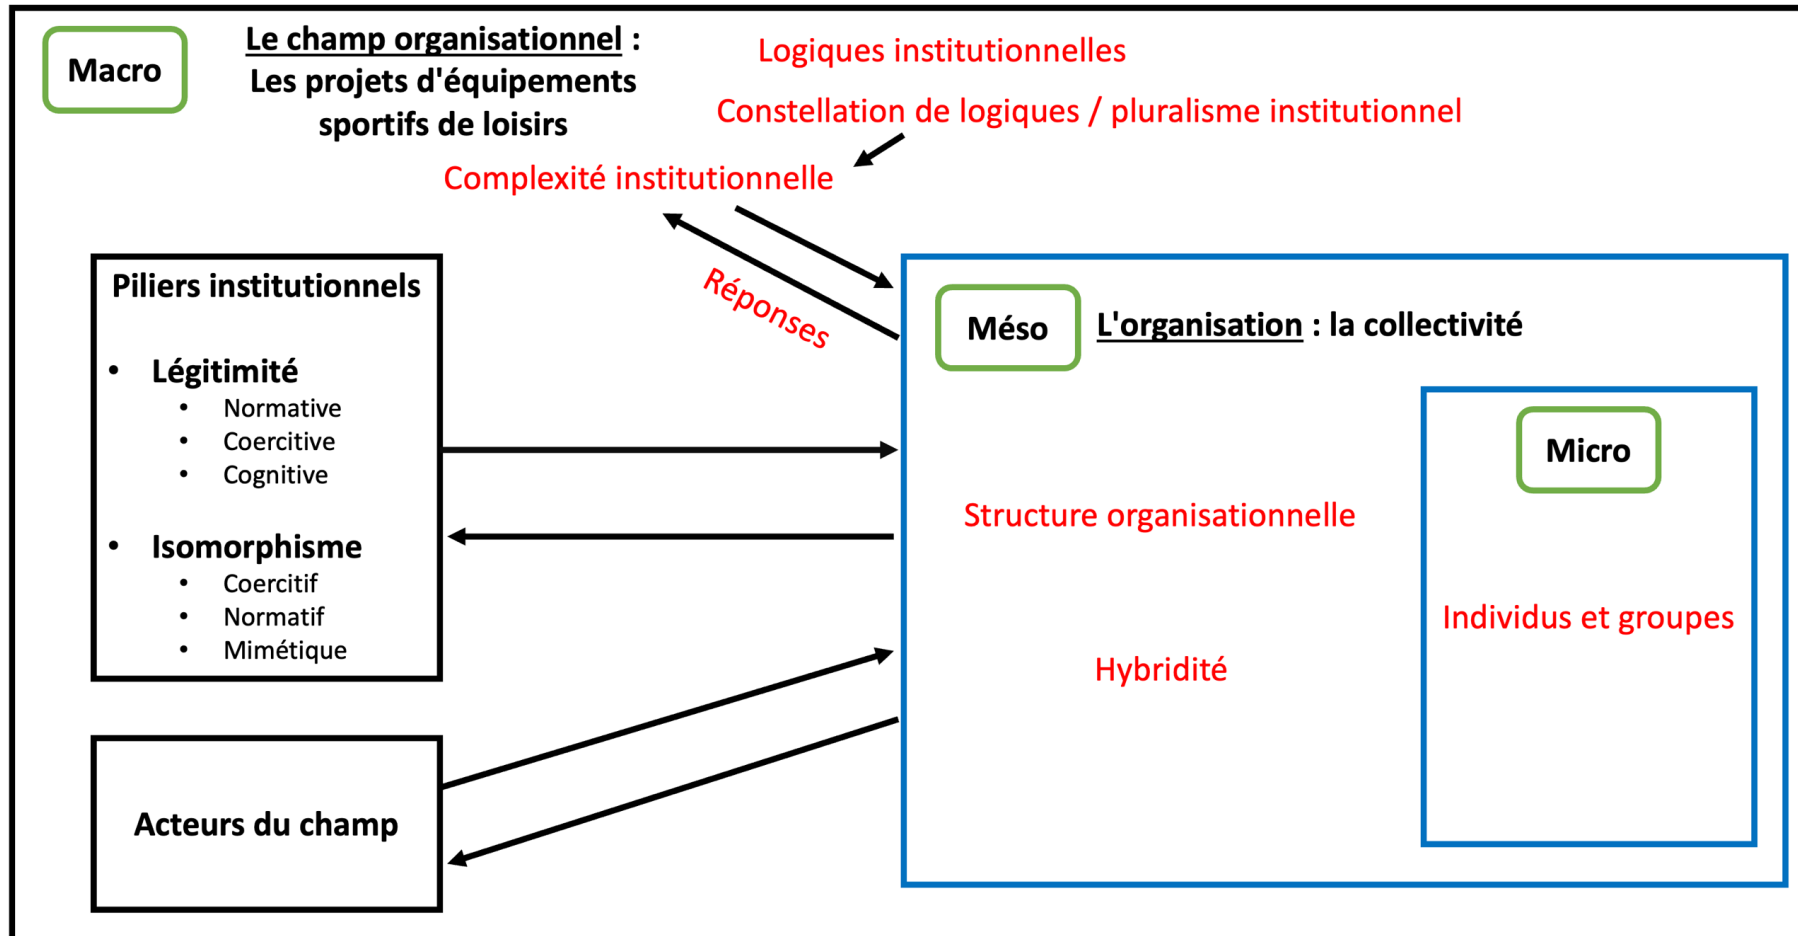 Macro
Le champ organisationnel :
Les projets d'équipements
sportifs de loisirs
Logiques institutionnelles
Constellation de logiques / pluralisme institutionnel
Complexité institutionnelle
Réponses
Piliers institutionnels
• Légitimité
• Normative
• Coercitive
• Cognitive
• Isomorphisme
• Coercitif
• Normatif
• Mimétique
Acteurs du champ
Méso
L'organisation : la collectivité
Structure organisationnelle
Hybridité
Micro
Individus et groupes